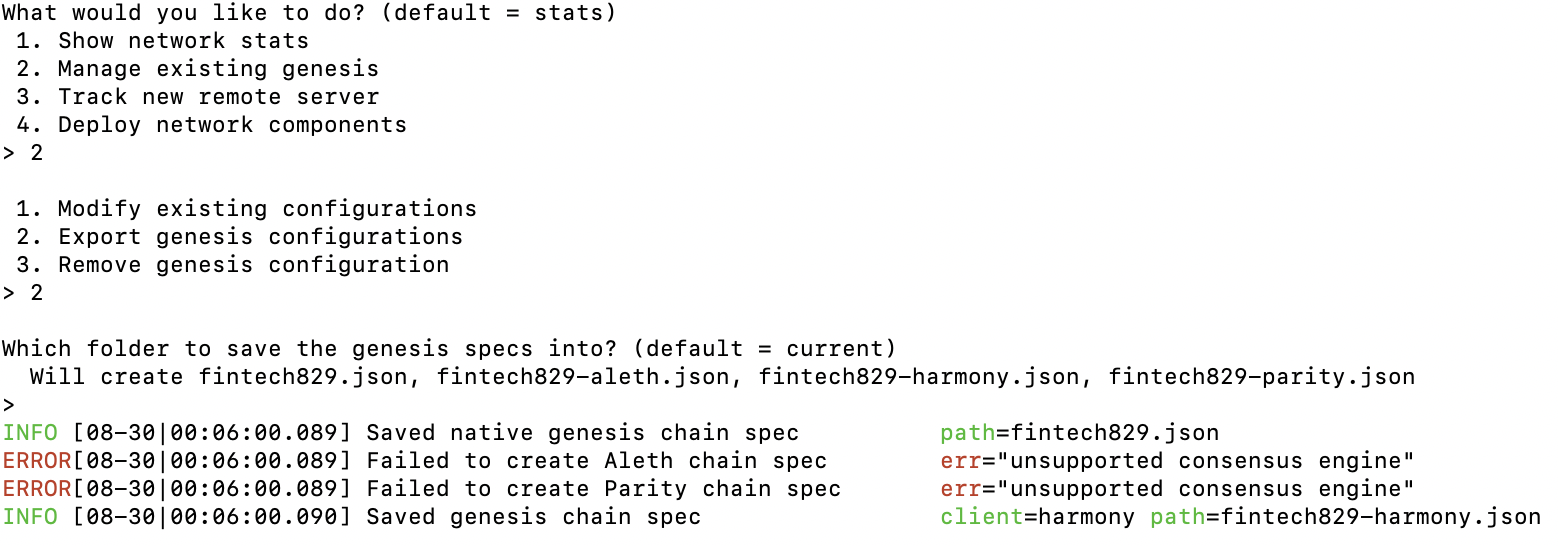 What would you like to do? (default = stats)
 1. Show network stats
 2. Manage existing genesis
 3. Track new remote server
 4. Deploy network components
> 2

 1. Modify existing configurations
 2. Export genesis configurations
 3. Remove genesis configuration
> 2

Which folder to save the genesis specs into? (default = current)
  Will create fintech829.json, fintech829-aleth.json, fintech829-harmony.json, fintech829-parity.json
>
INFO [08-30|00:06:00.089] Saved native genesis chain spec          path=fintech829.json
ERROR[08-30|00:06:00.089] Failed to create Aleth chain spec        err="unsupported consensus engine"
ERROR[08-30|00:06:00.089] Failed to create Parity chain spec       err="unsupported consensus engine"
INFO [08-30|00:06:00.090] Saved genesis chain spec                 client=harmony path=fintech829-harmony.json